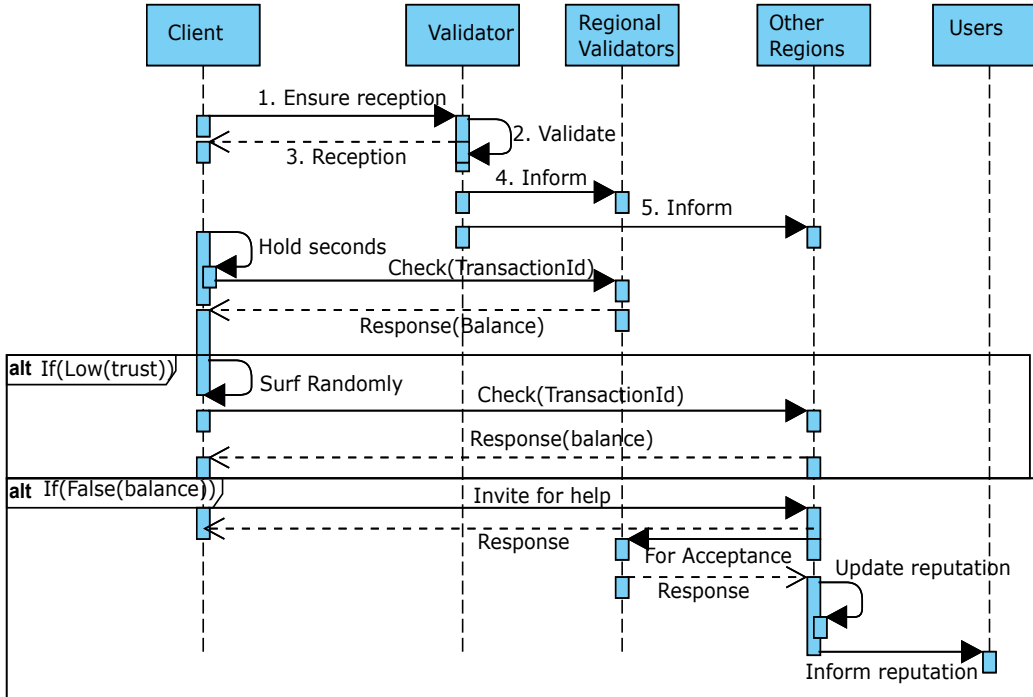 Client
Validator
Regional
Validators
Other
Regions
Users
1. Ensure reception
2. Validate
3. Reception
4. Inform
5. Inform
Hold seconds
Check(TransactionId)
Response(Balance)
alt If(Low(trust))
Surf Randomly
Check(TransactionId)
Response(balance)
alt If(False(balance))
Invite for help
Response
For Acceptance
Update reputation
Response
Inform reputation